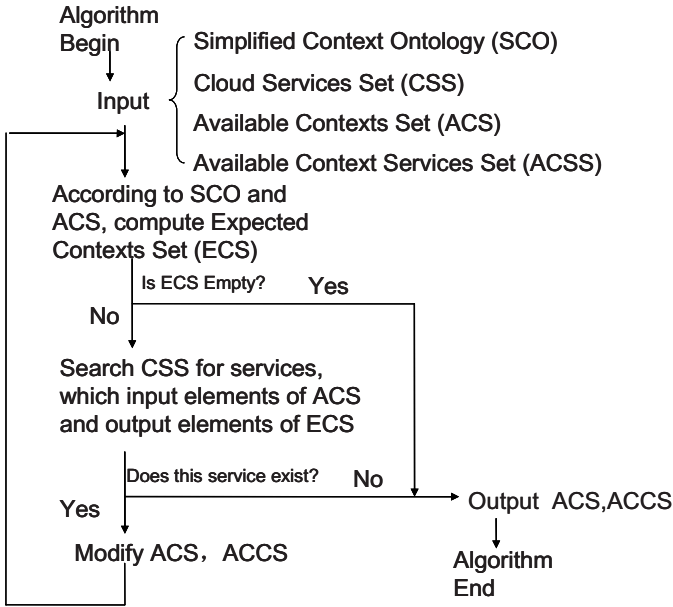 Algorithm
Begin
Input
Simplified Context Ontology (SCO)
Cloud Services Set (CSS)
Available Contexts Set (ACS)
Available Context Services Set (ACSS)
According to SCO and
ACS, compute Expected
Contexts Set (ECS)
Is ECS Empty?
Yes
No
Search CSS for services,
which input elements of ACS
and output elements of ECS
Does this service exist?
No
Yes
Output ACS,ACCS
Modify ACS，ACCS
Algorithm
End